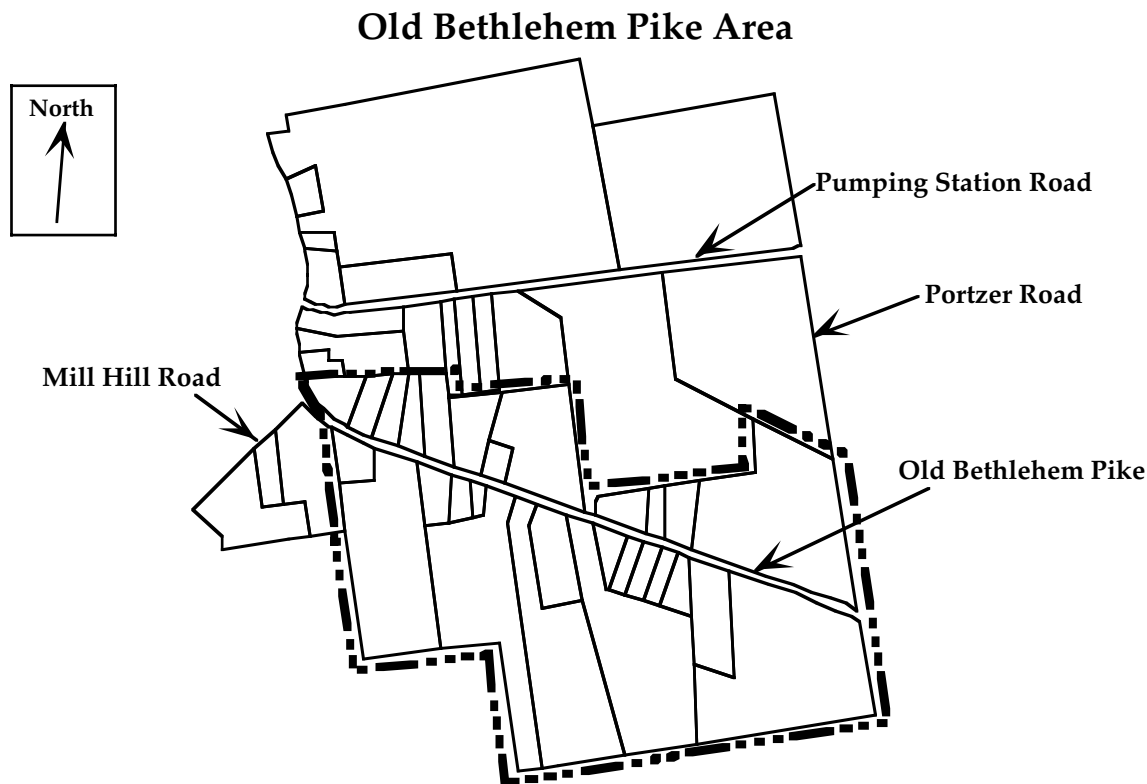 Old Bethlehem Pike Area
North
Pumping Station Road
Portzer Road
Mill Hill Road
Old Bethlehem Pike